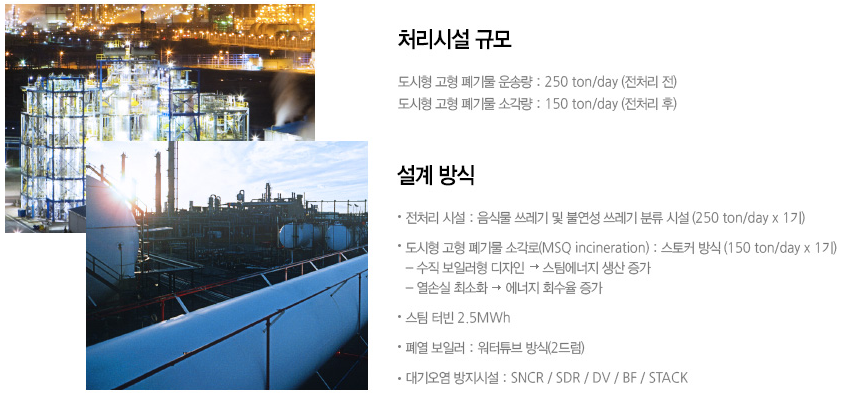 처리시설 규모
도시형 고형 폐기물 운송량 : 250 ton/day (전처리 전)
도시형 고형 폐기물 소각량 : 150 ton/day (전처리 후)
설계 방식
• 전처리 시설 : 음식물 쓰레기 및 불연성 쓰레기 분류 시설 (250 ton/day x 1기)
• 도시형 고형 폐기물 소각로(MSQ incineration) : 스토커 방식 (150 ton/day x 1기)
– 수직 보일러형 디자인 → 스팀에너지 생산 증가
– 열손실 최소화 → 에너지 회수율 증가
• 스팀 터빈 2.5MWh
• 폐열 보일러 : 워터튜브 방식(2드럼)
• 대기오염 방지시설 : SNCR / SDR / DV / BF / STACK